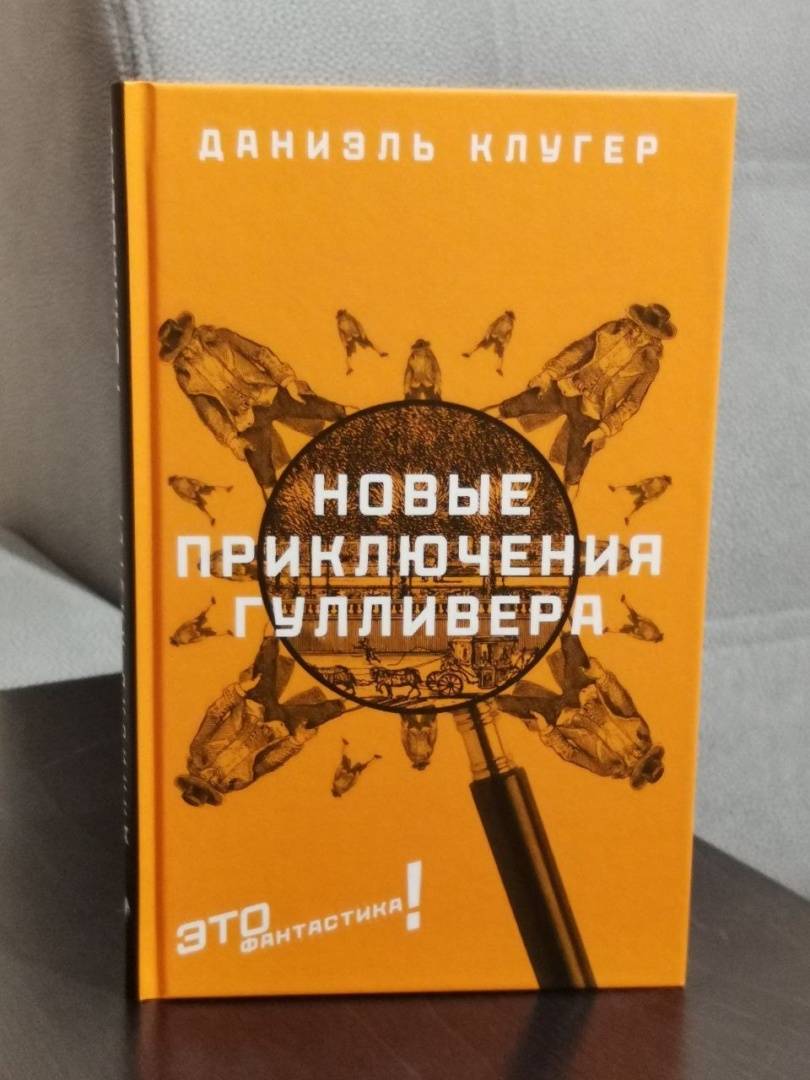 ДАНИЭЛЬ КЛУГЕР
НОВЫЕ
ПРИКЛЮЧЕНИЯ
ГУЛЛИВЕРА
ЭТО
ФАНТАСТИКА!